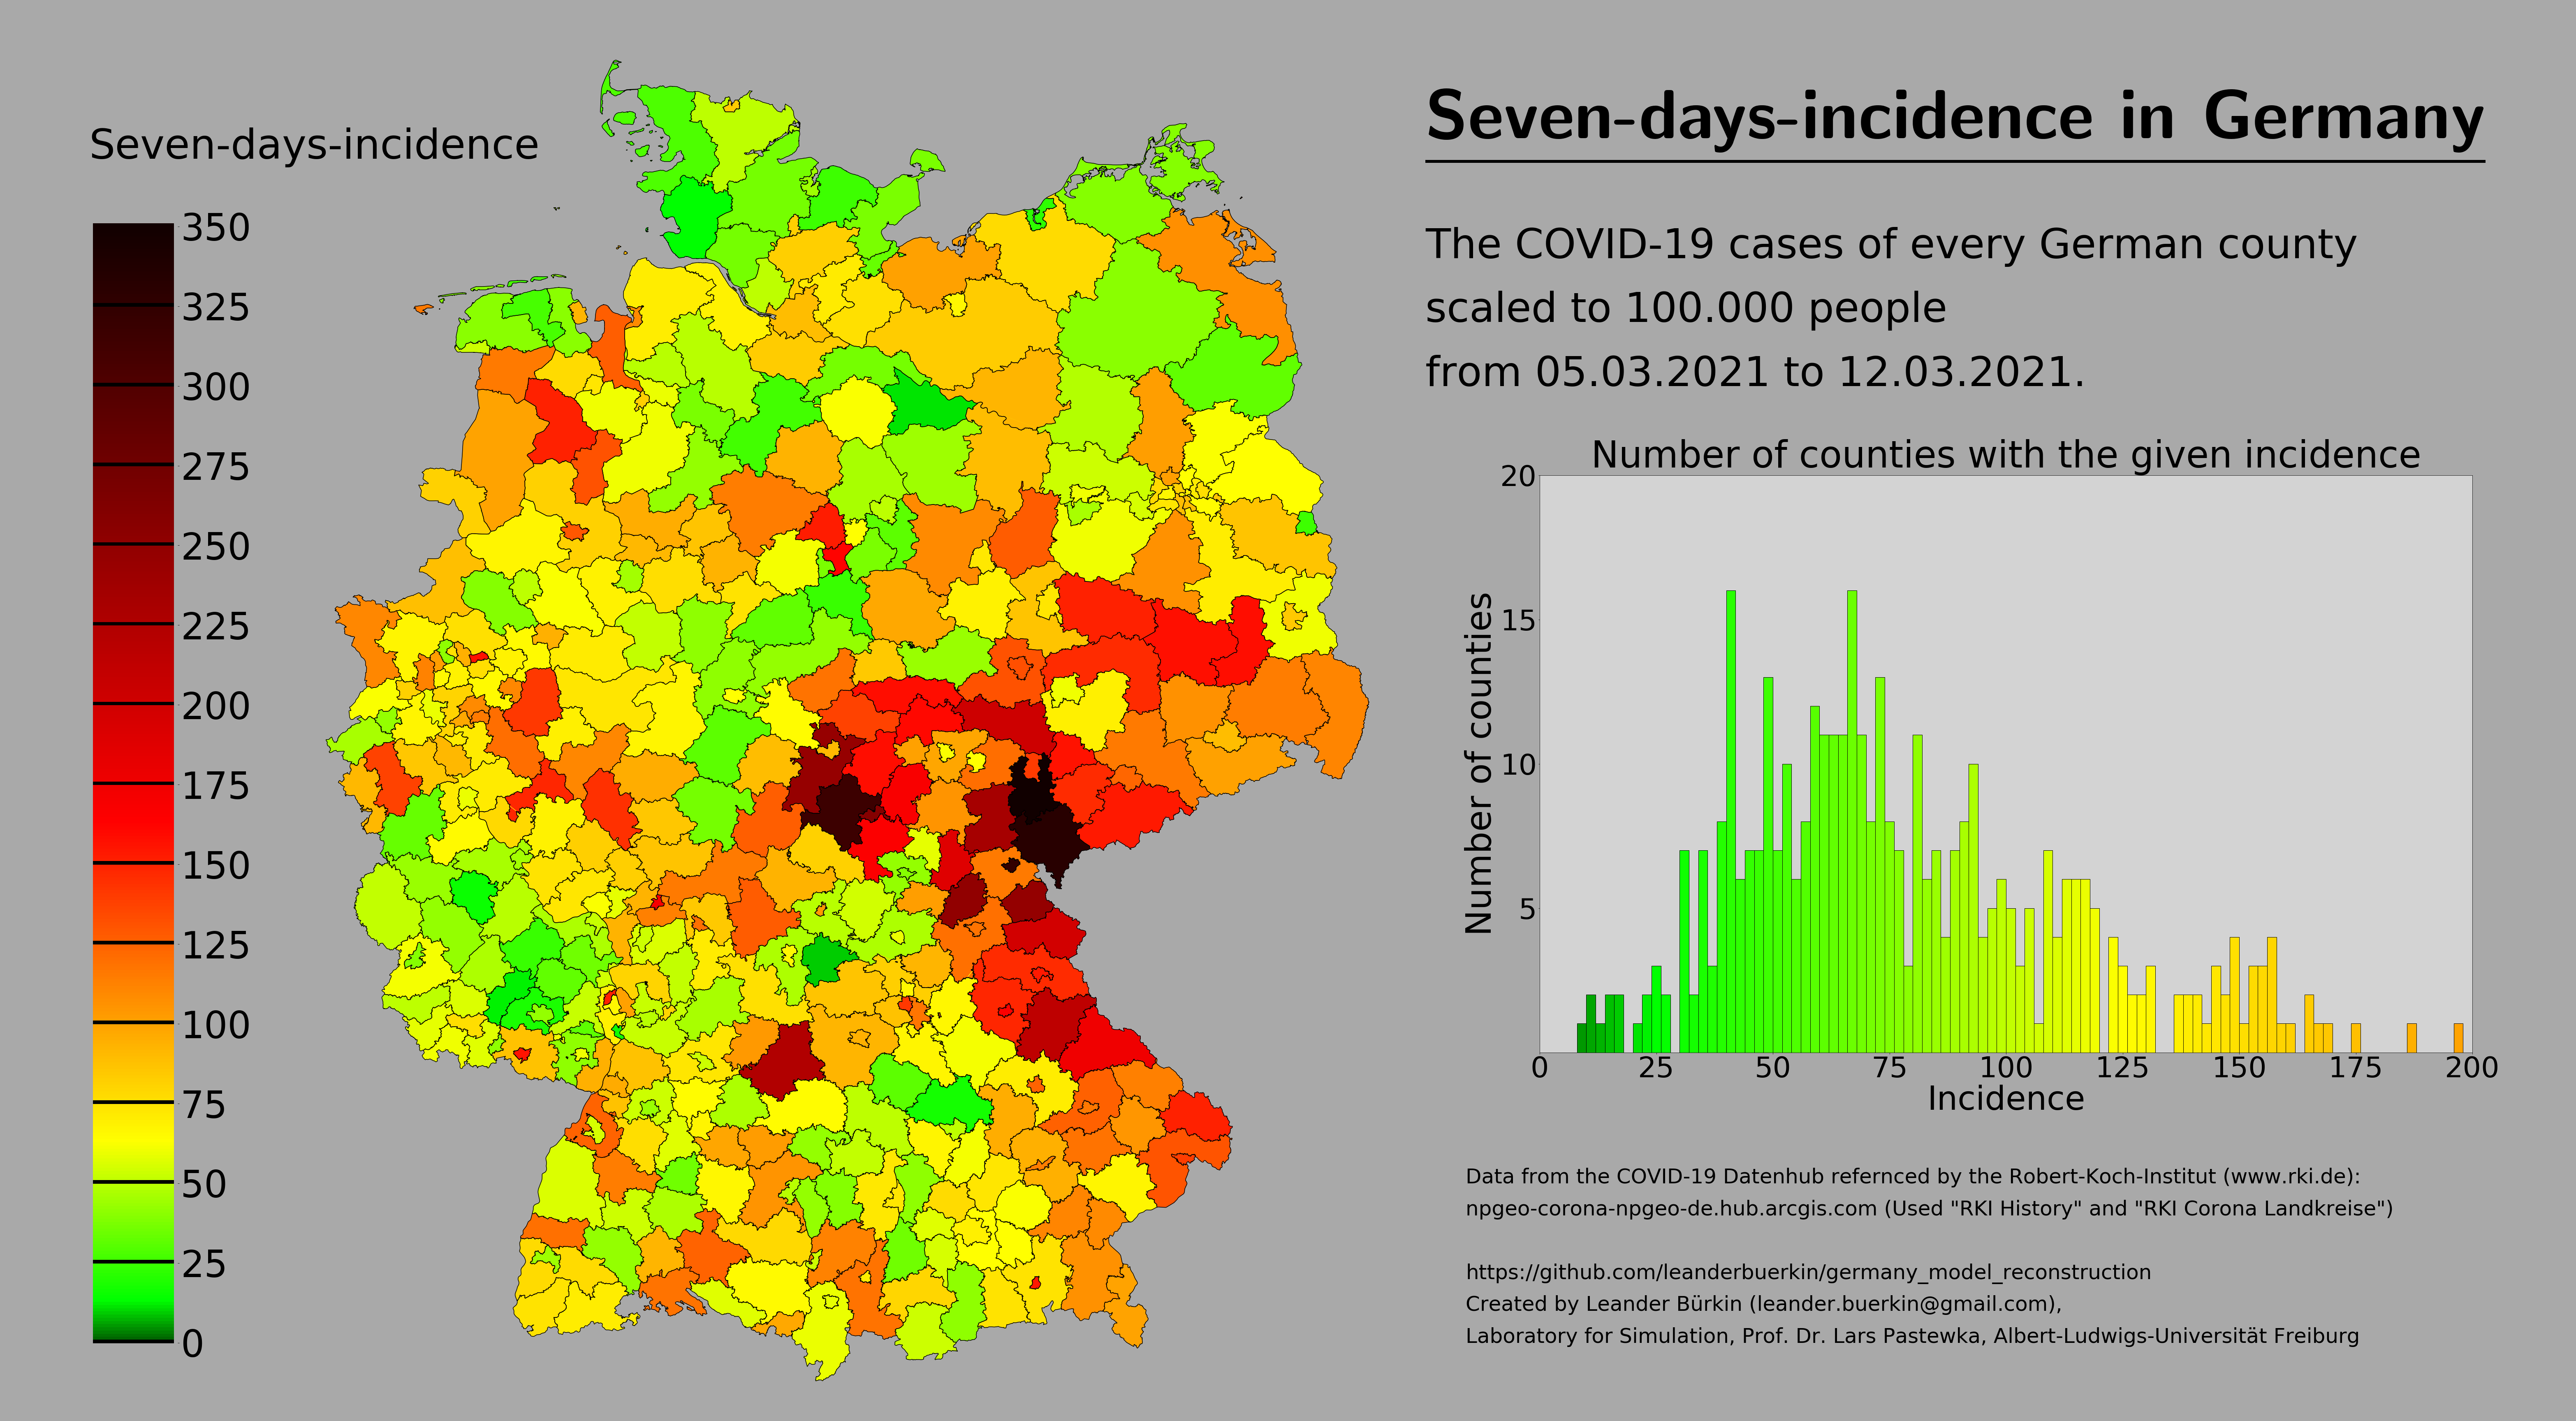 Seven-days-incidence in Germany
Seven-days-incidence
350
325
300
275
250
225
200
175
150
125
100
75
50
25
0
The COVID-19 cases of every German county
scaled to 100.000 people
from 05.03.2021 to 12.03.2021.
Number of counties with the given incidence
20
15
10
5
Number of counties
0 25 50 75 100 125 150 175 200
Incidence
Data from the COVID-19 Datenhub refernced by the Robert-Koch-Institut (www.rki.de):
npgeo-corona-npgeo-de.hub.arcgis.com (Used "RKI History" and "RKI Corona Landkreise")
https://github.com/leanderbuerkin/germany_model_reconstruction
Created by Leander Bürkin (leander.buerkin@gmail.com),
Laboratory for Simulation, Prof. Dr. Lars Pastewka, Albert-Ludwigs-Universität Freiburg